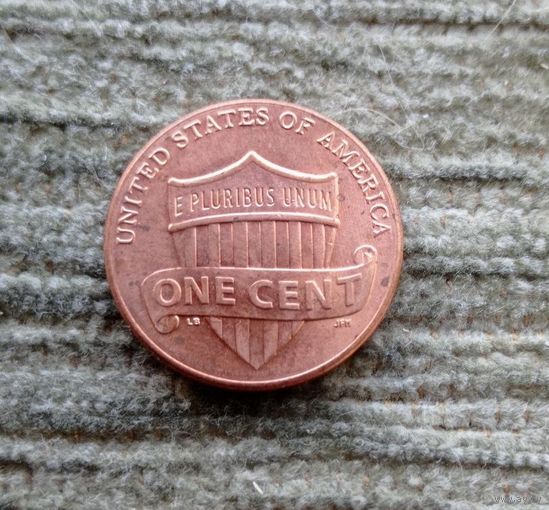 UNITED STATES OF AMERICA
E PLURIBUS UNUM
ONE CENT
LB
JFM